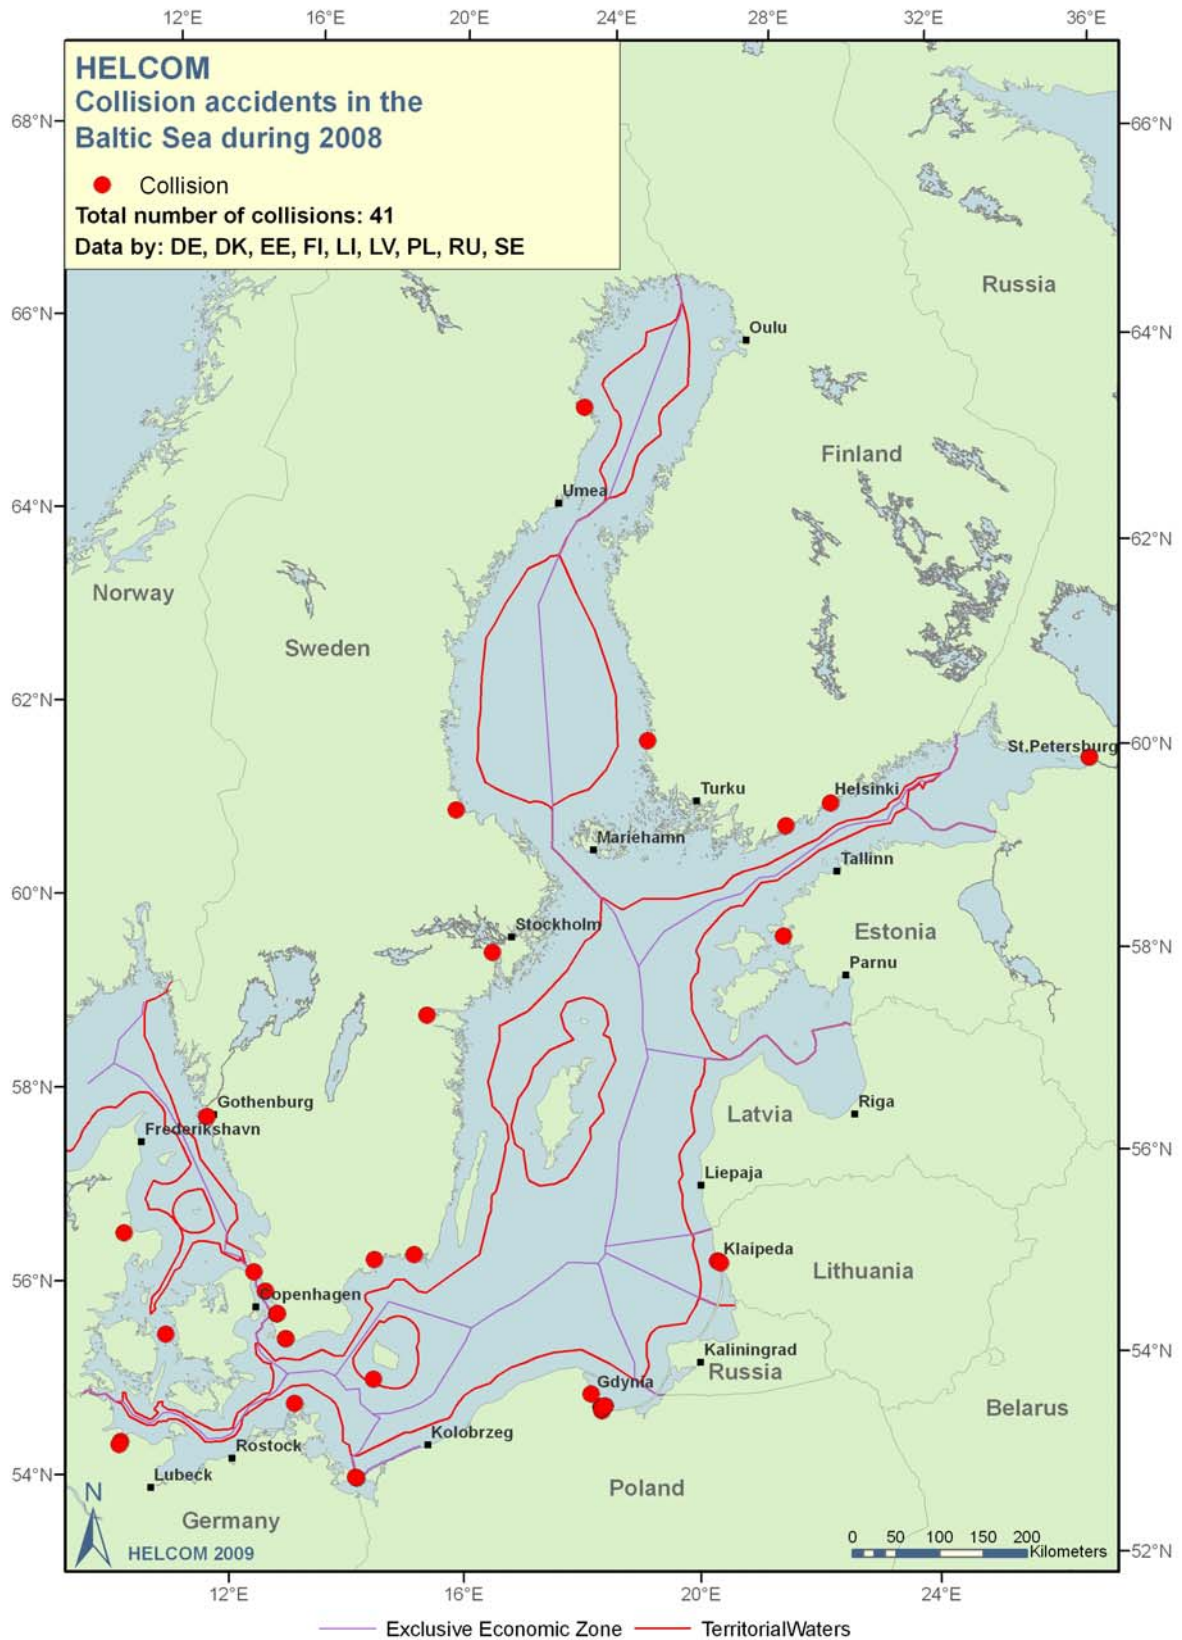 12°E 16°E 20°E 24°E 28°E 32°E 36°E
HELCOM
Collision accidents in the
Baltic Sea during 2008
Collision
Total number of collisions: 41
Data by: DE, DK, EE, FI, LI, LV, PL, RU, SE
68°N
66°N
Russia
66°N
Oulu
64°N
Finland
64°N
Umea
62°N
Norway
Sweden
62°N
St.Petersburg
60°N
Turku
Helsinki
Mariehamn
Tallinn
60°N
Stockholm
Estonia
58°N
Parnu
58°N
Gothenburg
Riga
Latvia
Frederikshavn
56°N
Liepaja
Klaipeda
Lithuania
56°N
Copenhagen
Kaliningrad
54°N
Russia
Gdynia
Belarus
Kolobrzeg
Rostock
54°N
Lubeck
Poland
N
Germany
HELCOM 2009
0 50 100 150 200
Kilometers
52°N
12°E 16°E 20°E 24°E
Exclusive Economic Zone TerritorialWaters